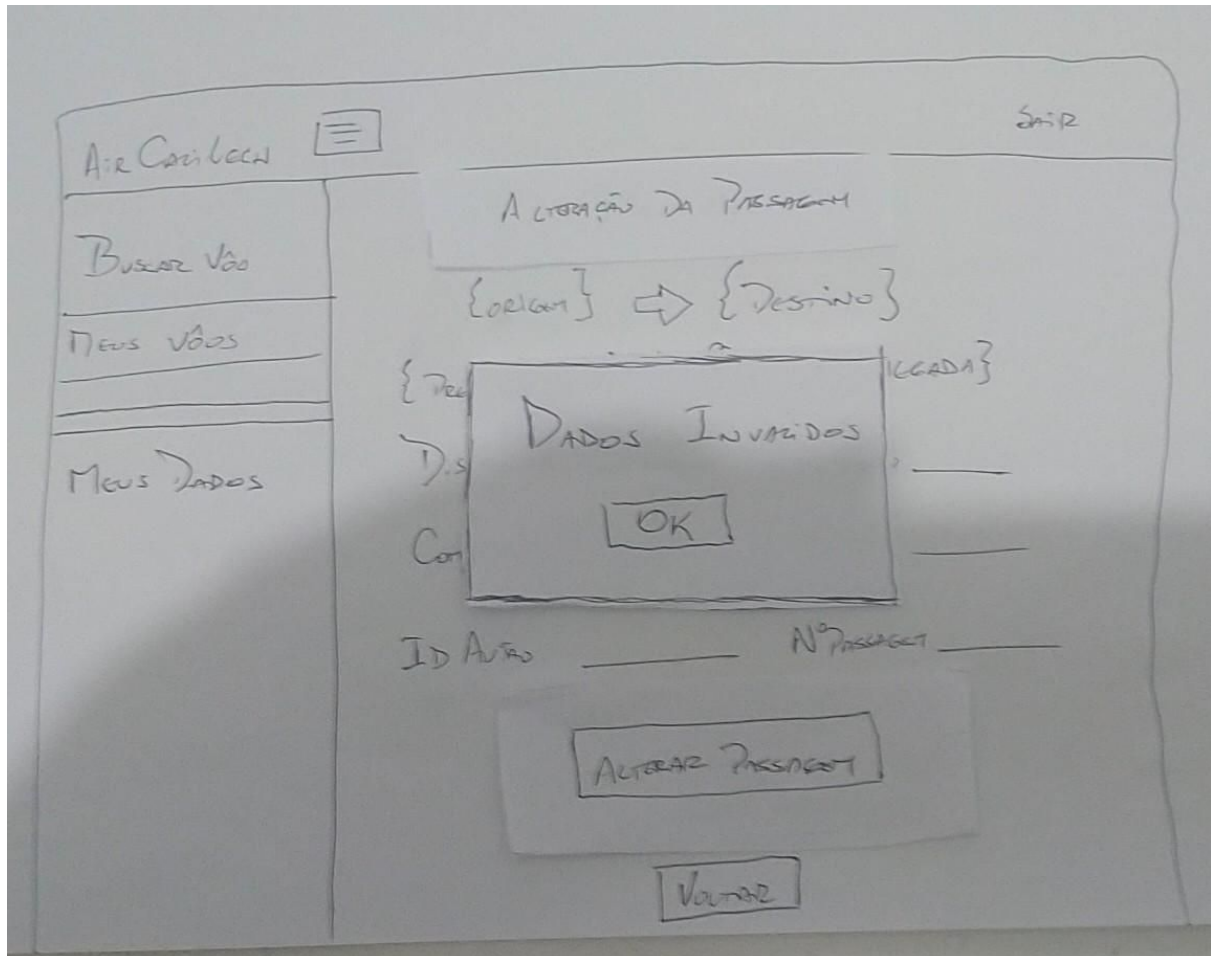 Air
Sair
Alteração da Passagem
Buscar Vôo
{Origem} {Destino}
Meus Vôos
Dados Invalidos
Meus Dados
OK
ID Avião Nº Passagem
Alterar Passagem
Voltar